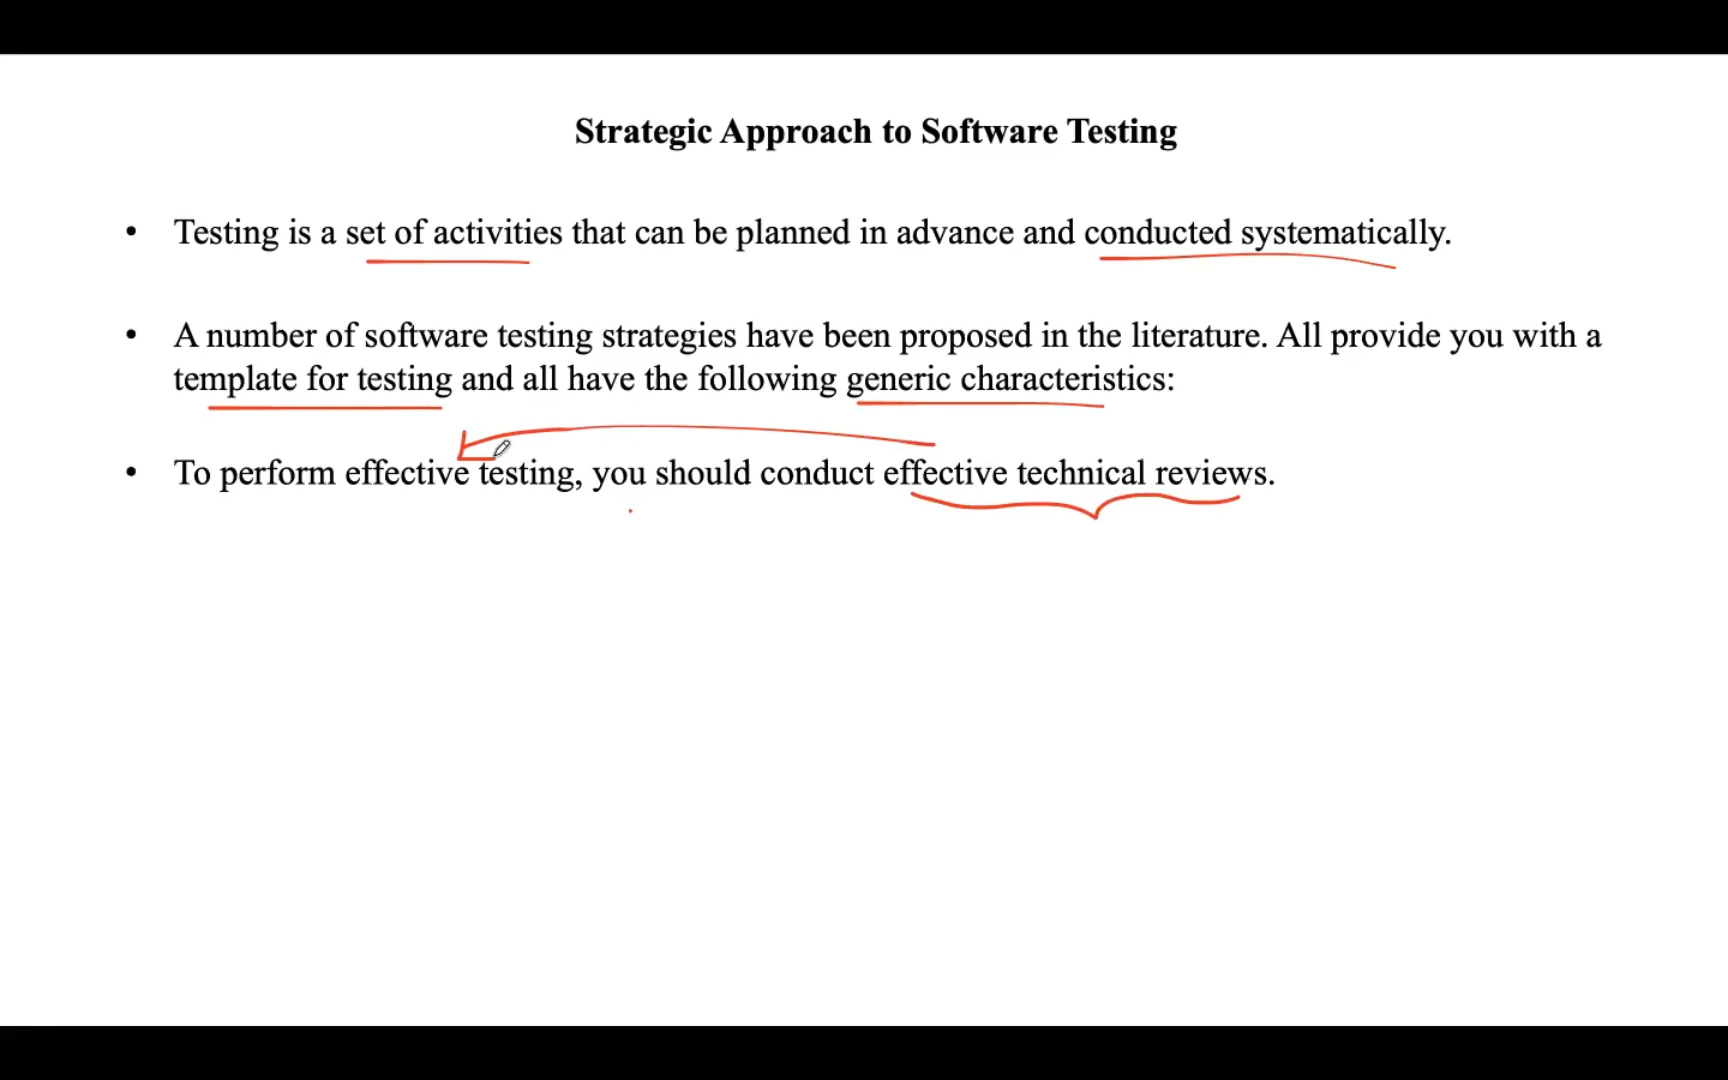 Strategic Approach to Software Testing
• Testing is a set of activities that can be planned in advance and conducted systematically.
• A number of software testing strategies have been proposed in the literature. All provide you with a
template for testing and all have the following generic characteristics:
• To perform effective testing, you should conduct effective technical reviews.